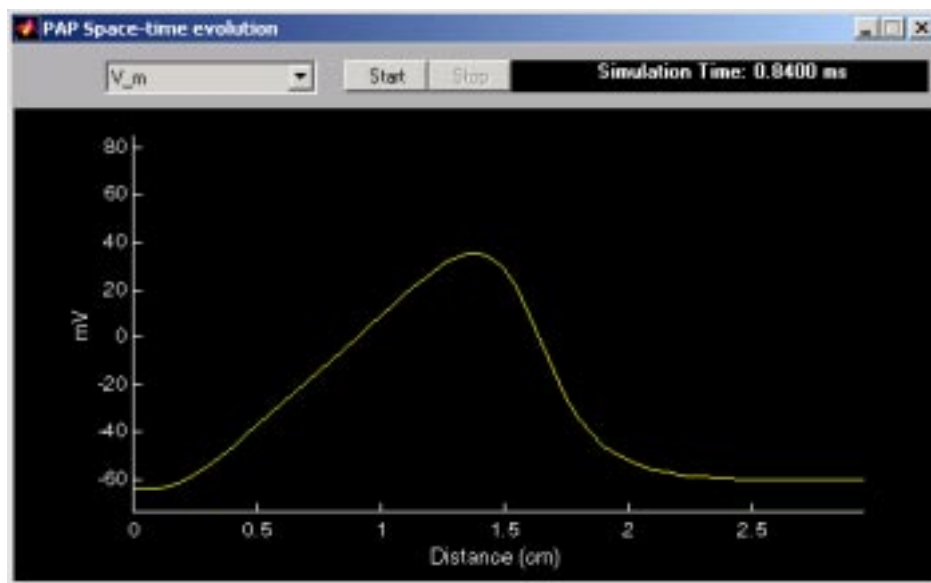 PAP Space-time evolution
V_m
Start
Stop
Simulation Time: 0.8400 ms
80
60
40
20
0
-20
-40
-60
mV
0 0.5 1 1.5 2 2.5
Distance (cm)